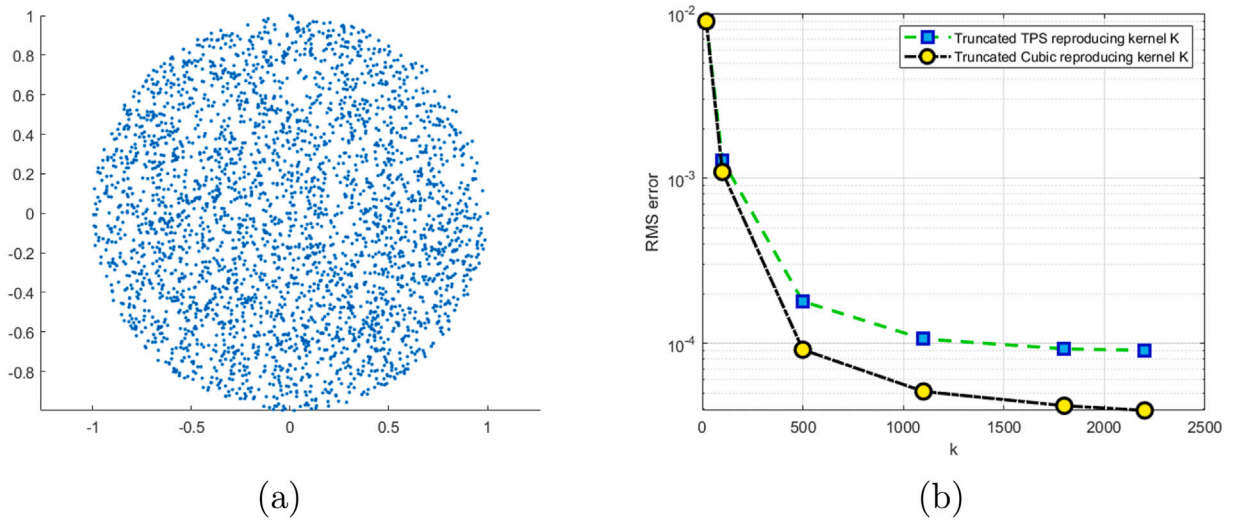 1
0.8
0.6
0.4
0.2
0
-0.2
-0.4
-0.6
-0.8
-1 -0.5 0 0.5 1
(a)
10^-2
10^-3
10^-4
RMS error
Truncated TPS reproducing kernel K
Truncated Cubic reproducing kernel K
0 500 1000 1500 2000 2500
k
(b)